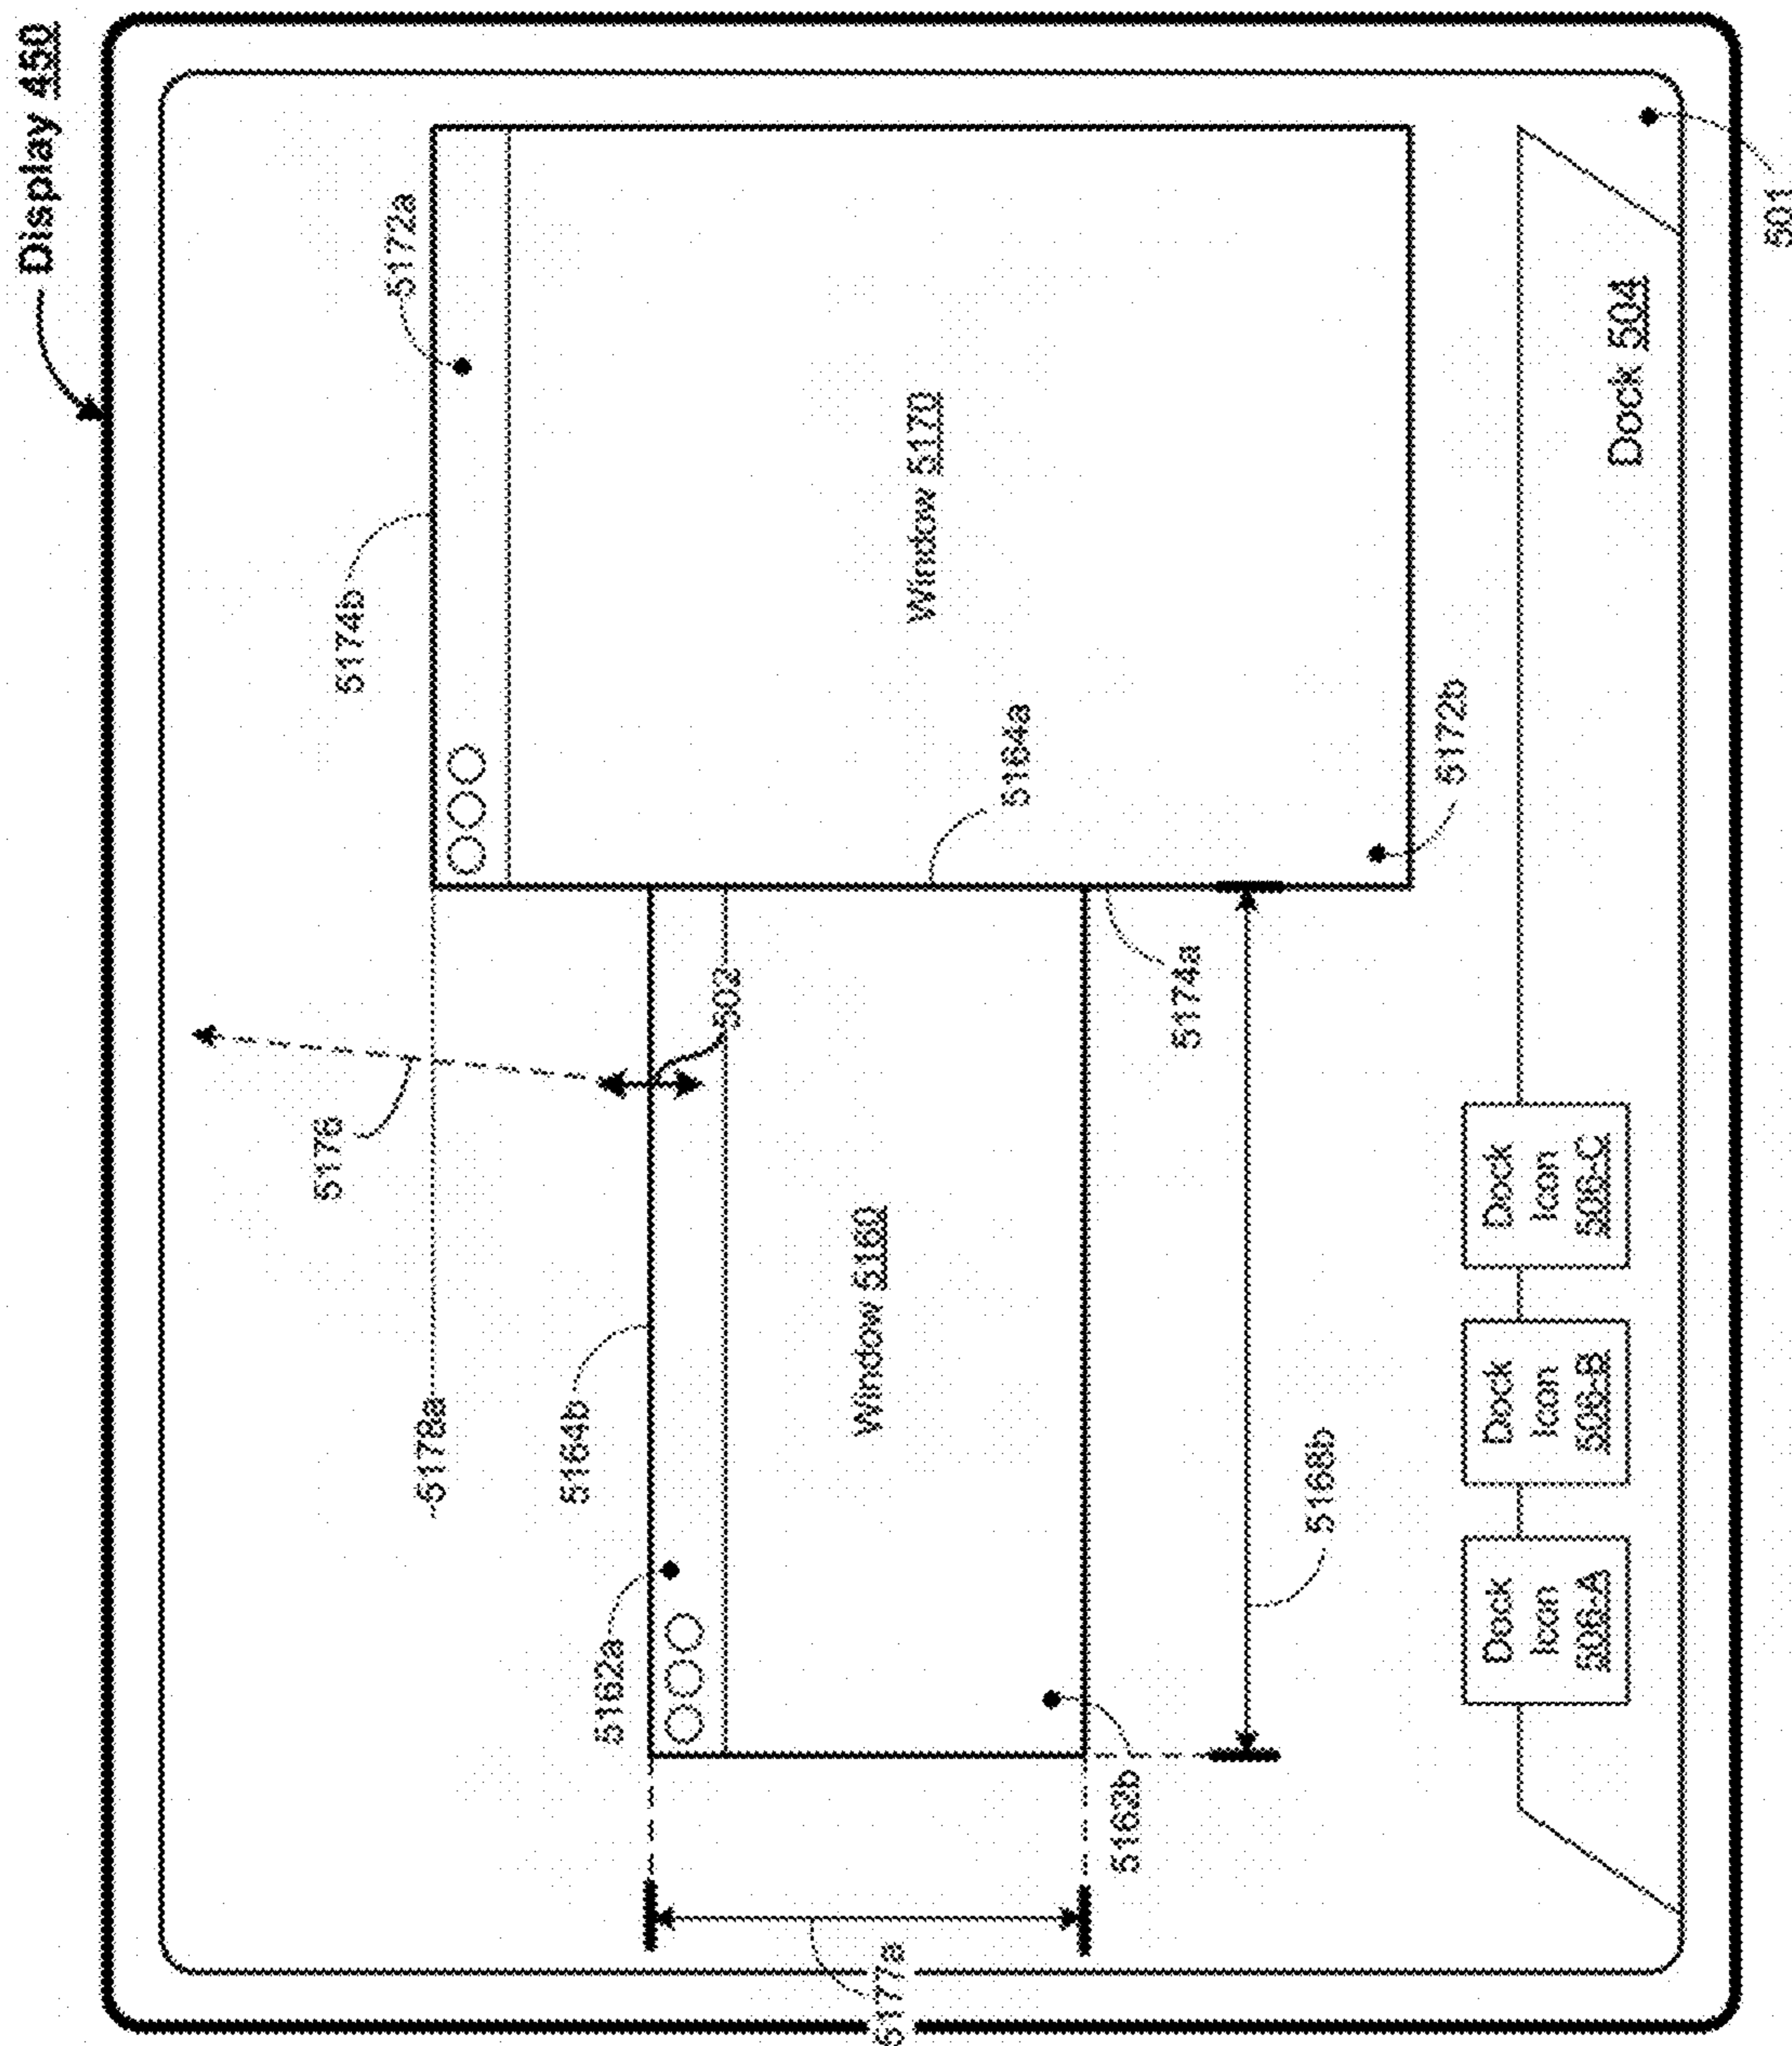 Display 450
5172a
5174b
Window 5170
5164a
5172b
5176
502
5178a
5164b
5174a
5162a
Window 5160
5162b
5168b
5177a
Dock 504
Dock
Icon
506-A
Dock
Icon
506-B
Dock
Icon
506-C
501